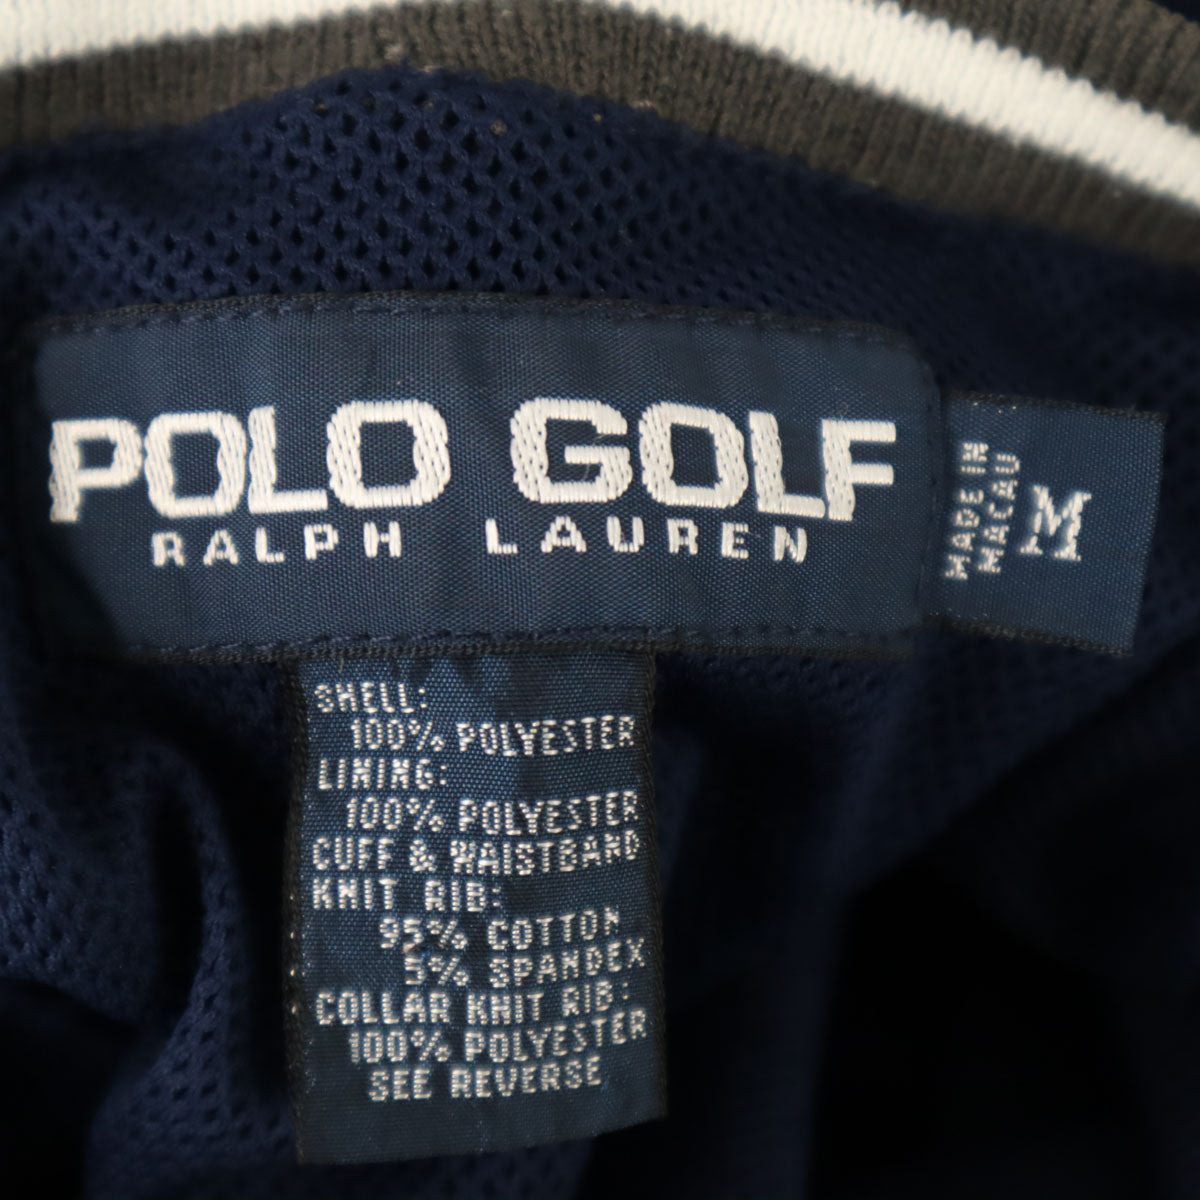 POLO GOLF
RALPH LAUREN
MADE IN
MACAU
M
SHELL:
100% POLYESTER
LINING:
100% POLYESTER
CUFF & WAISTBAND
KNIT RIB:
95% COTTON
5% SPANDEX
COLLAR KNIT RIB:
100% POLYESTER
SEE REVERSE